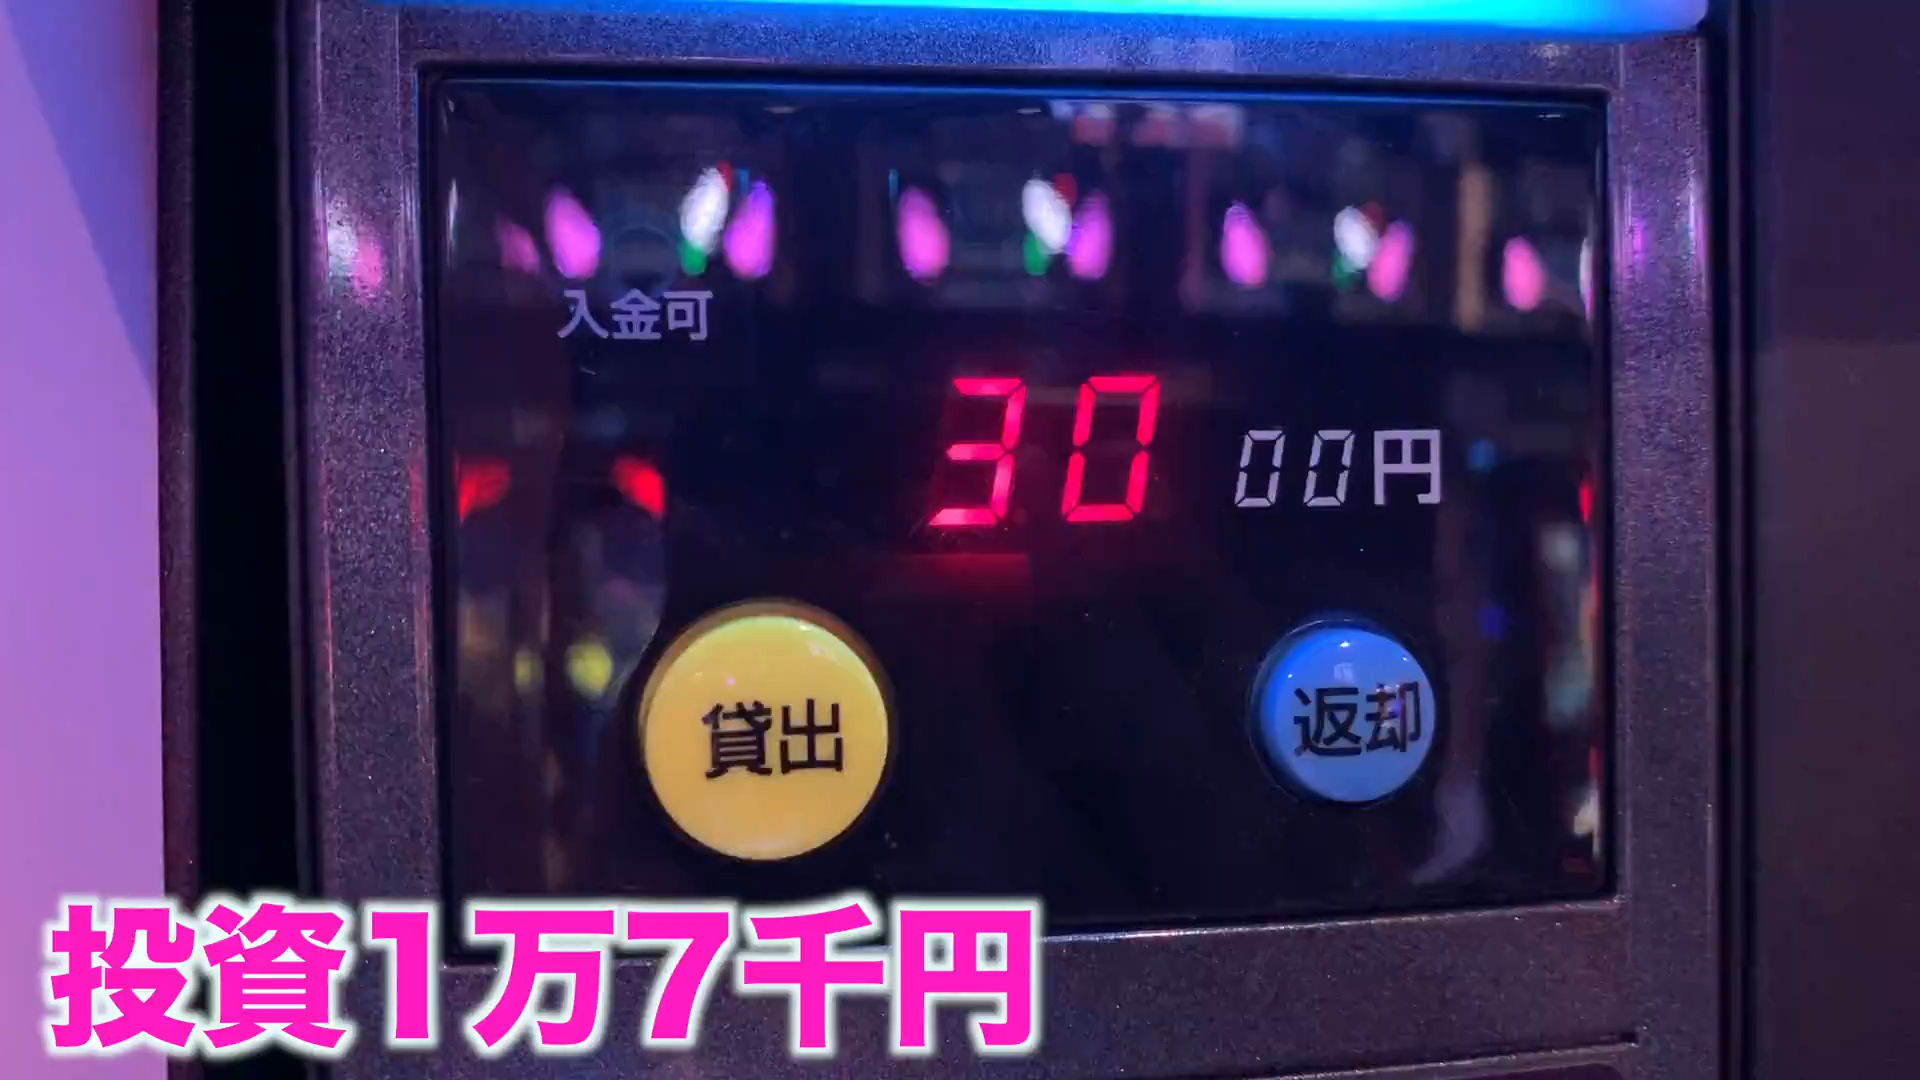 入金可
30 00円
貸出
返却
投資1万7千円